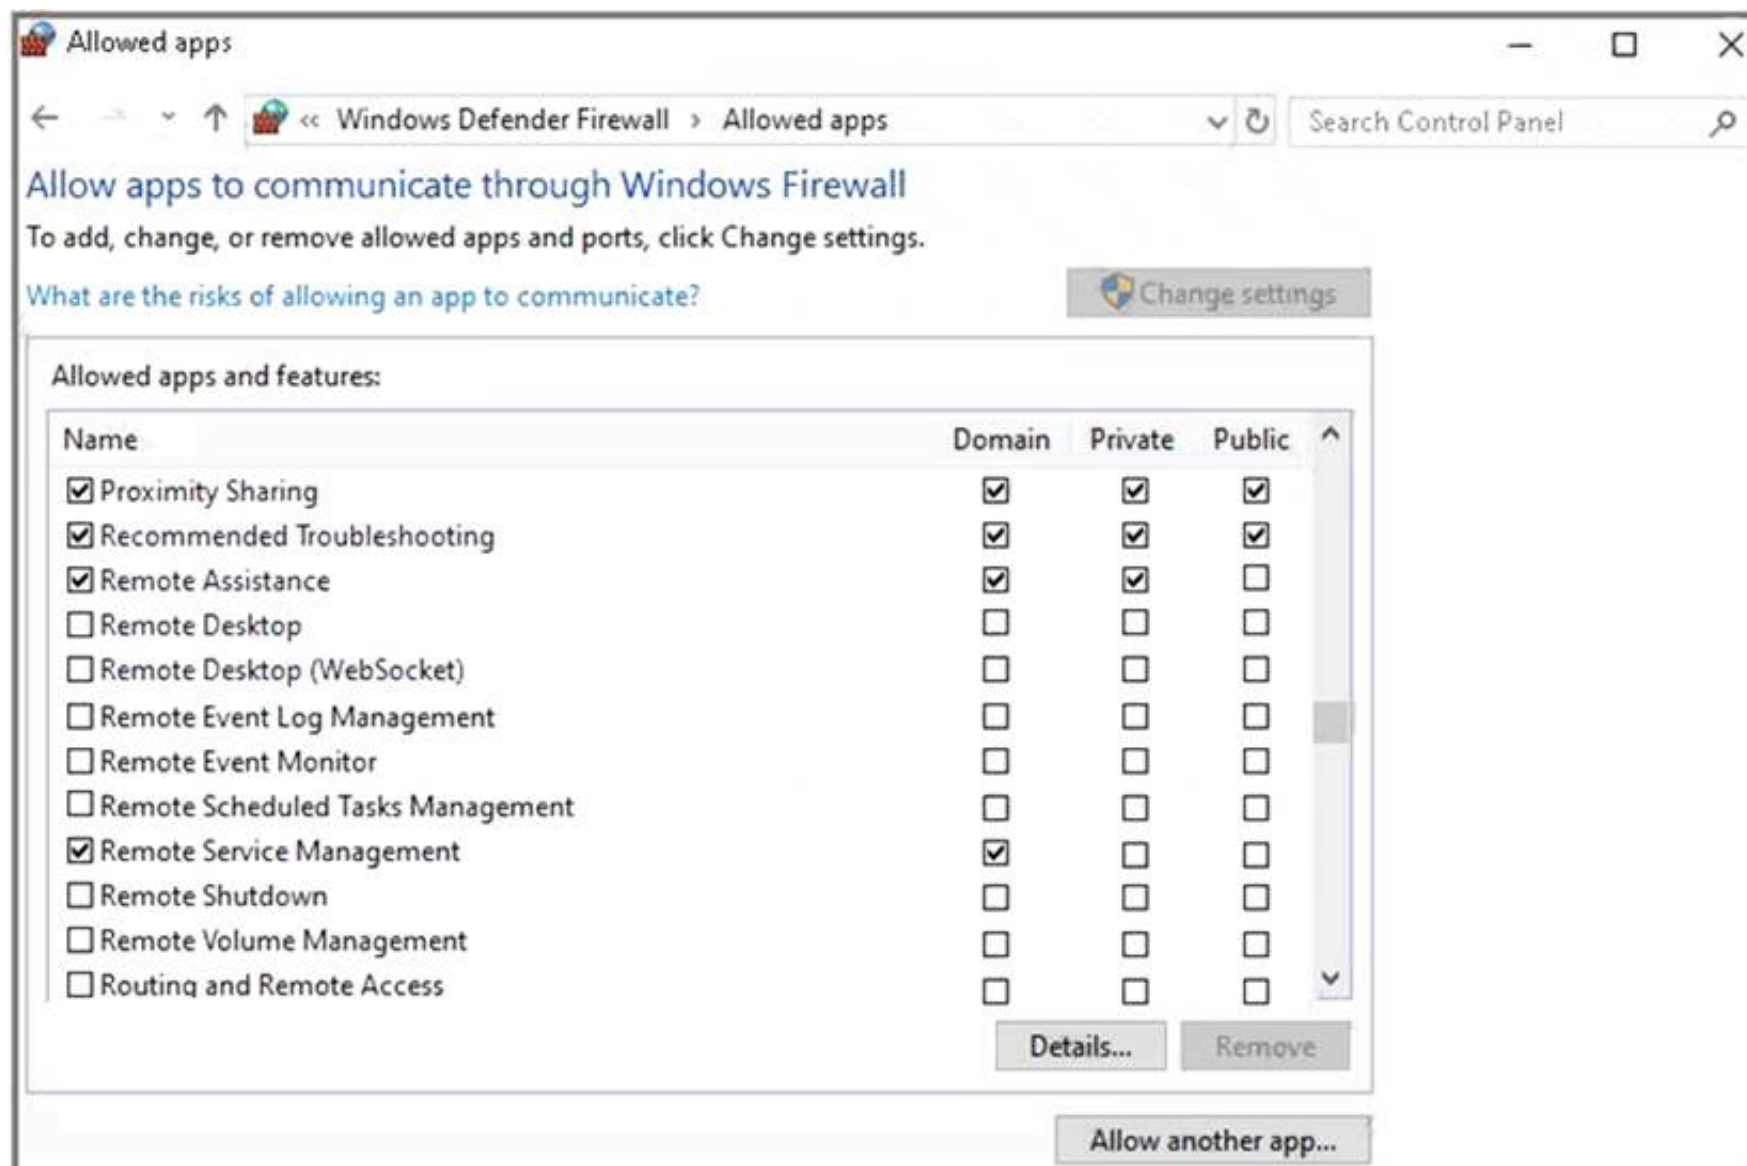 Allowed apps
« Windows Defender Firewall › Allowed apps Search Control Panel
Allow apps to communicate through Windows Firewall
To add, change, or remove allowed apps and ports, click Change settings.
What are the risks of allowing an app to communicate? Change settings
Allowed apps and features:
Name Domain Private Public
Proximity Sharing
Recommended Troubleshooting
Remote Assistance
Remote Desktop
Remote Desktop (WebSocket)
Remote Event Log Management
Remote Event Monitor
Remote Scheduled Tasks Management
Remote Service Management
Remote Shutdown
Remote Volume Management
Routing and Remote Access
Details... Remove
Allow another app...